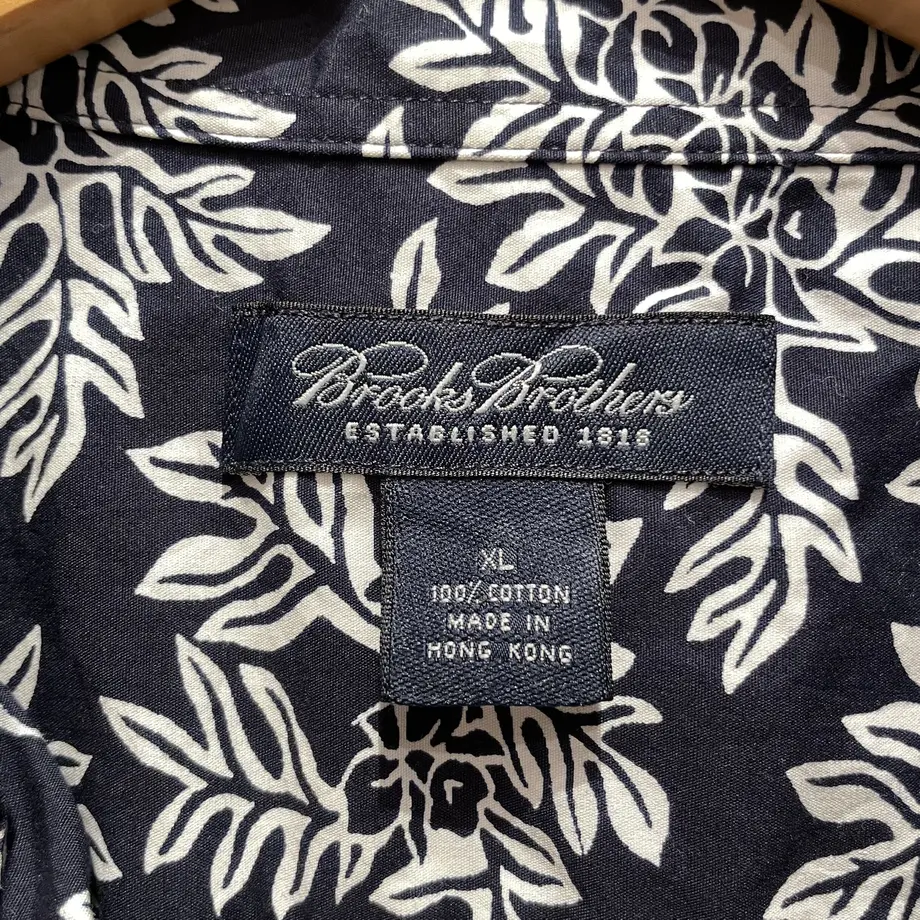 Brooks Brothers
ESTABLISHED 1818
XL
100% COTTON
MADE IN
HONG KONG